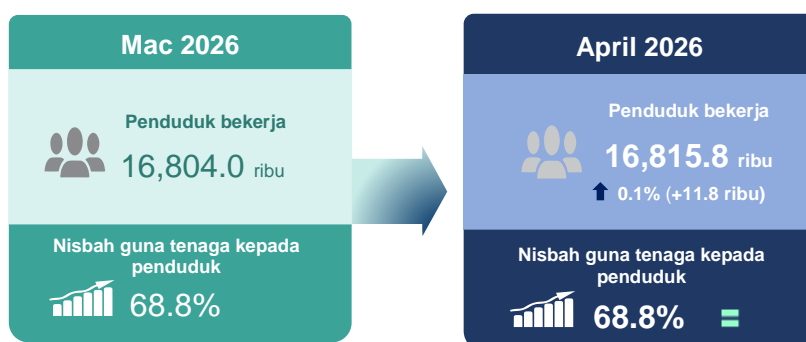 Mac 2026
Penduduk bekerja
16,804.0 ribu
Nisbah guna tenaga kepada
penduduk
68.8%
April 2026
Penduduk bekerja
16,815.8 ribu
0.1% (+11.8 ribu)
Nisbah guna tenaga kepada
penduduk
68.8% =